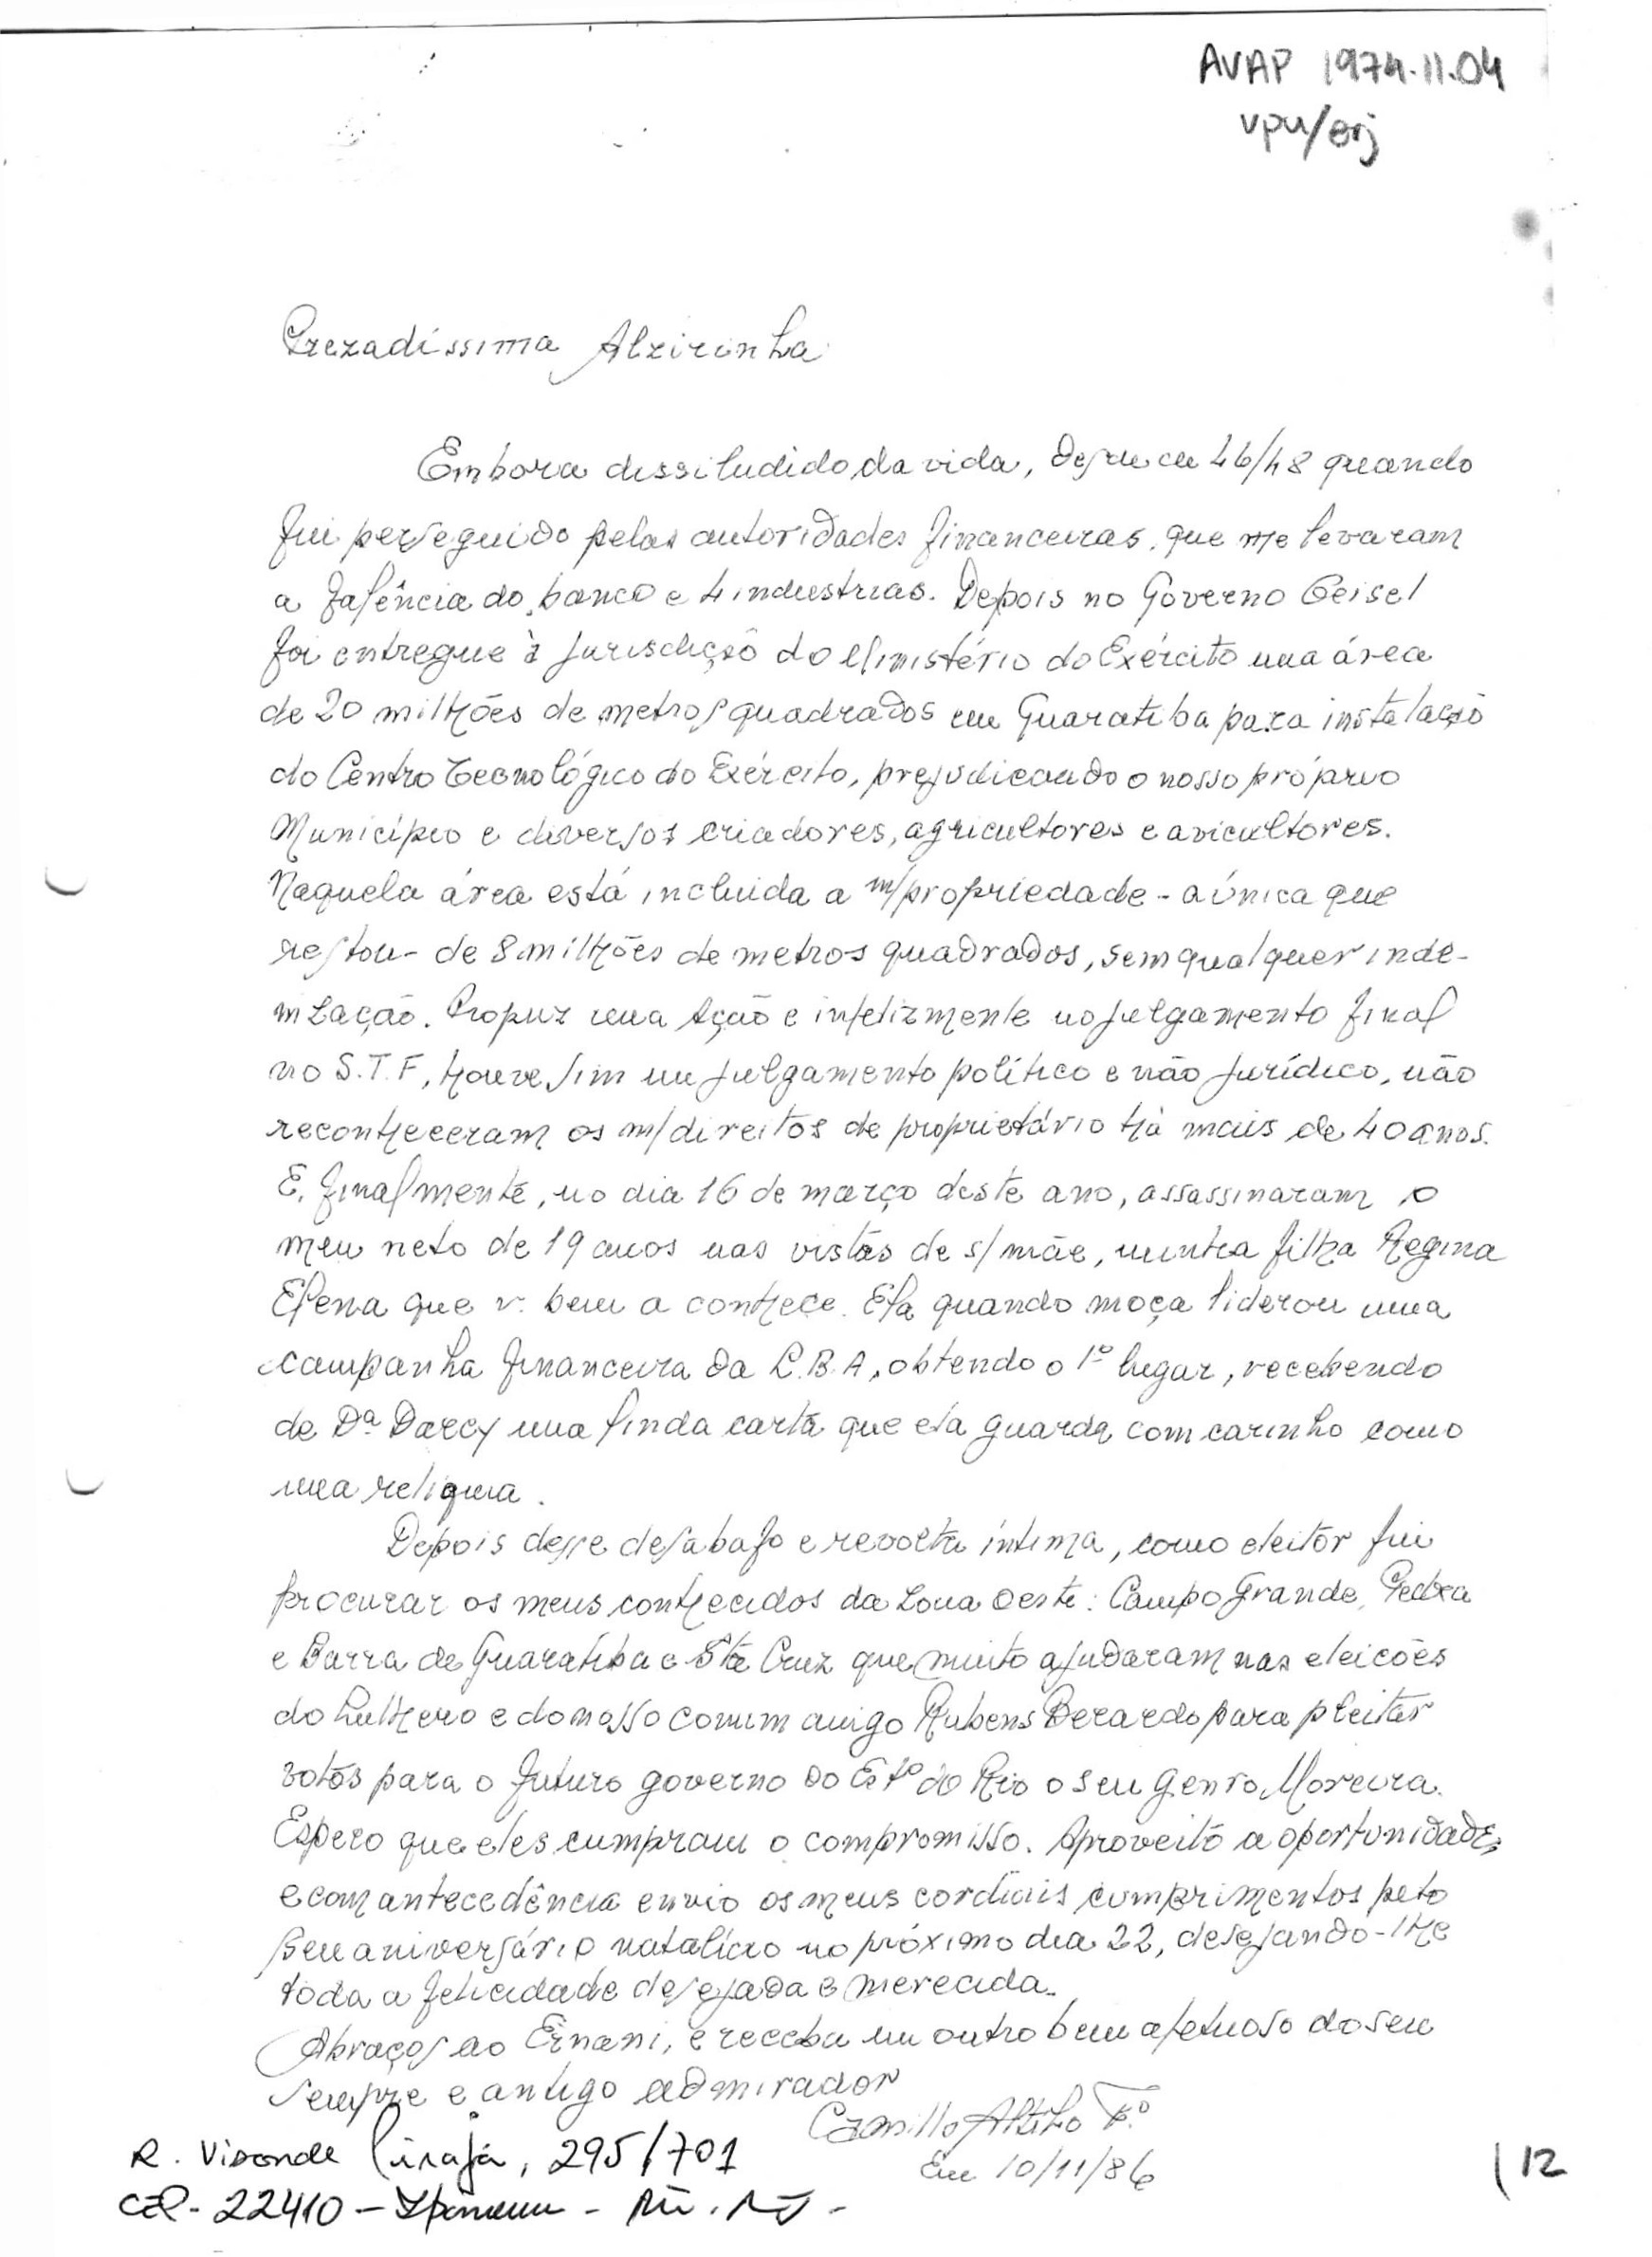 AVAP 1974.11.04
vpu/erj
Prezadíssima Alzirinha
Embora dissiludido da vida, desde 46/48 quando
fui perseguido pelas autoridades financeiras, que me levaram
a falência do banco e 4 industrias. Depois no Governo Geisel
foi entregue à jurisdição do Ministério do Exército uma área
de 20 milhões de metros quadrados em Guaratiba para instalação
do Centro Tecnológico do Exército, prejudicando o nosso próprio
Município e diversos criadores, agricultores e avicultores.
Naquela área está incluida a m/propriedade - a única que
restou - de 8 milhões de metros quadrados, sem qualquer inde-
nização. Propuz uma Ação e infelizmente no julgamento final
no S.T.F, houve sim um julgamento político e não jurídico, não
reconheceram os m/direitos de proprietário há mais de 40 anos.
E, finalmente, no dia 16 de março deste ano, assassinaram o
meu neto de 19 anos nas vistas de s/mãe, minha filha Regina
Elena que v. bem a conhece. Ela quando moça liderou uma
campanha financeira da L.B.A, obtendo o 1º lugar, recebendo
de Dª Darcy uma linda carta que ela guarda com carinho como
uma reliquia.
Depois desse desabafo e revolta íntima, como eleitor fui
procurar os meus conhecidos da Zona Oeste: Campo Grande, Pedra
e Barra de Guaratiba e Sta Cruz que muito ajudaram nas eleicões
do Luthero e do nosso comum amigo Rubens Berardo para pleitar
votos para o futuro governo do Estº do Rio o seu genro Moreira.
Espero que eles cumpram o compromisso. Aproveito a oportunidade,
e com antecedência envio os meus cordiais cumprimentos pelo
seu aniversário natalício no próximo dia 22, desejando-lhe
toda a felicidade desejada e merecida.
Abraços ao Ernani, e receba um outro bem afetuoso do seu
sempre e antigo admirador
Camillo Fº
Em 10/11/86
R. Visconde Pirajá, 295/701
CEP - 22410 - Ipanema - Rio. RJ -
12